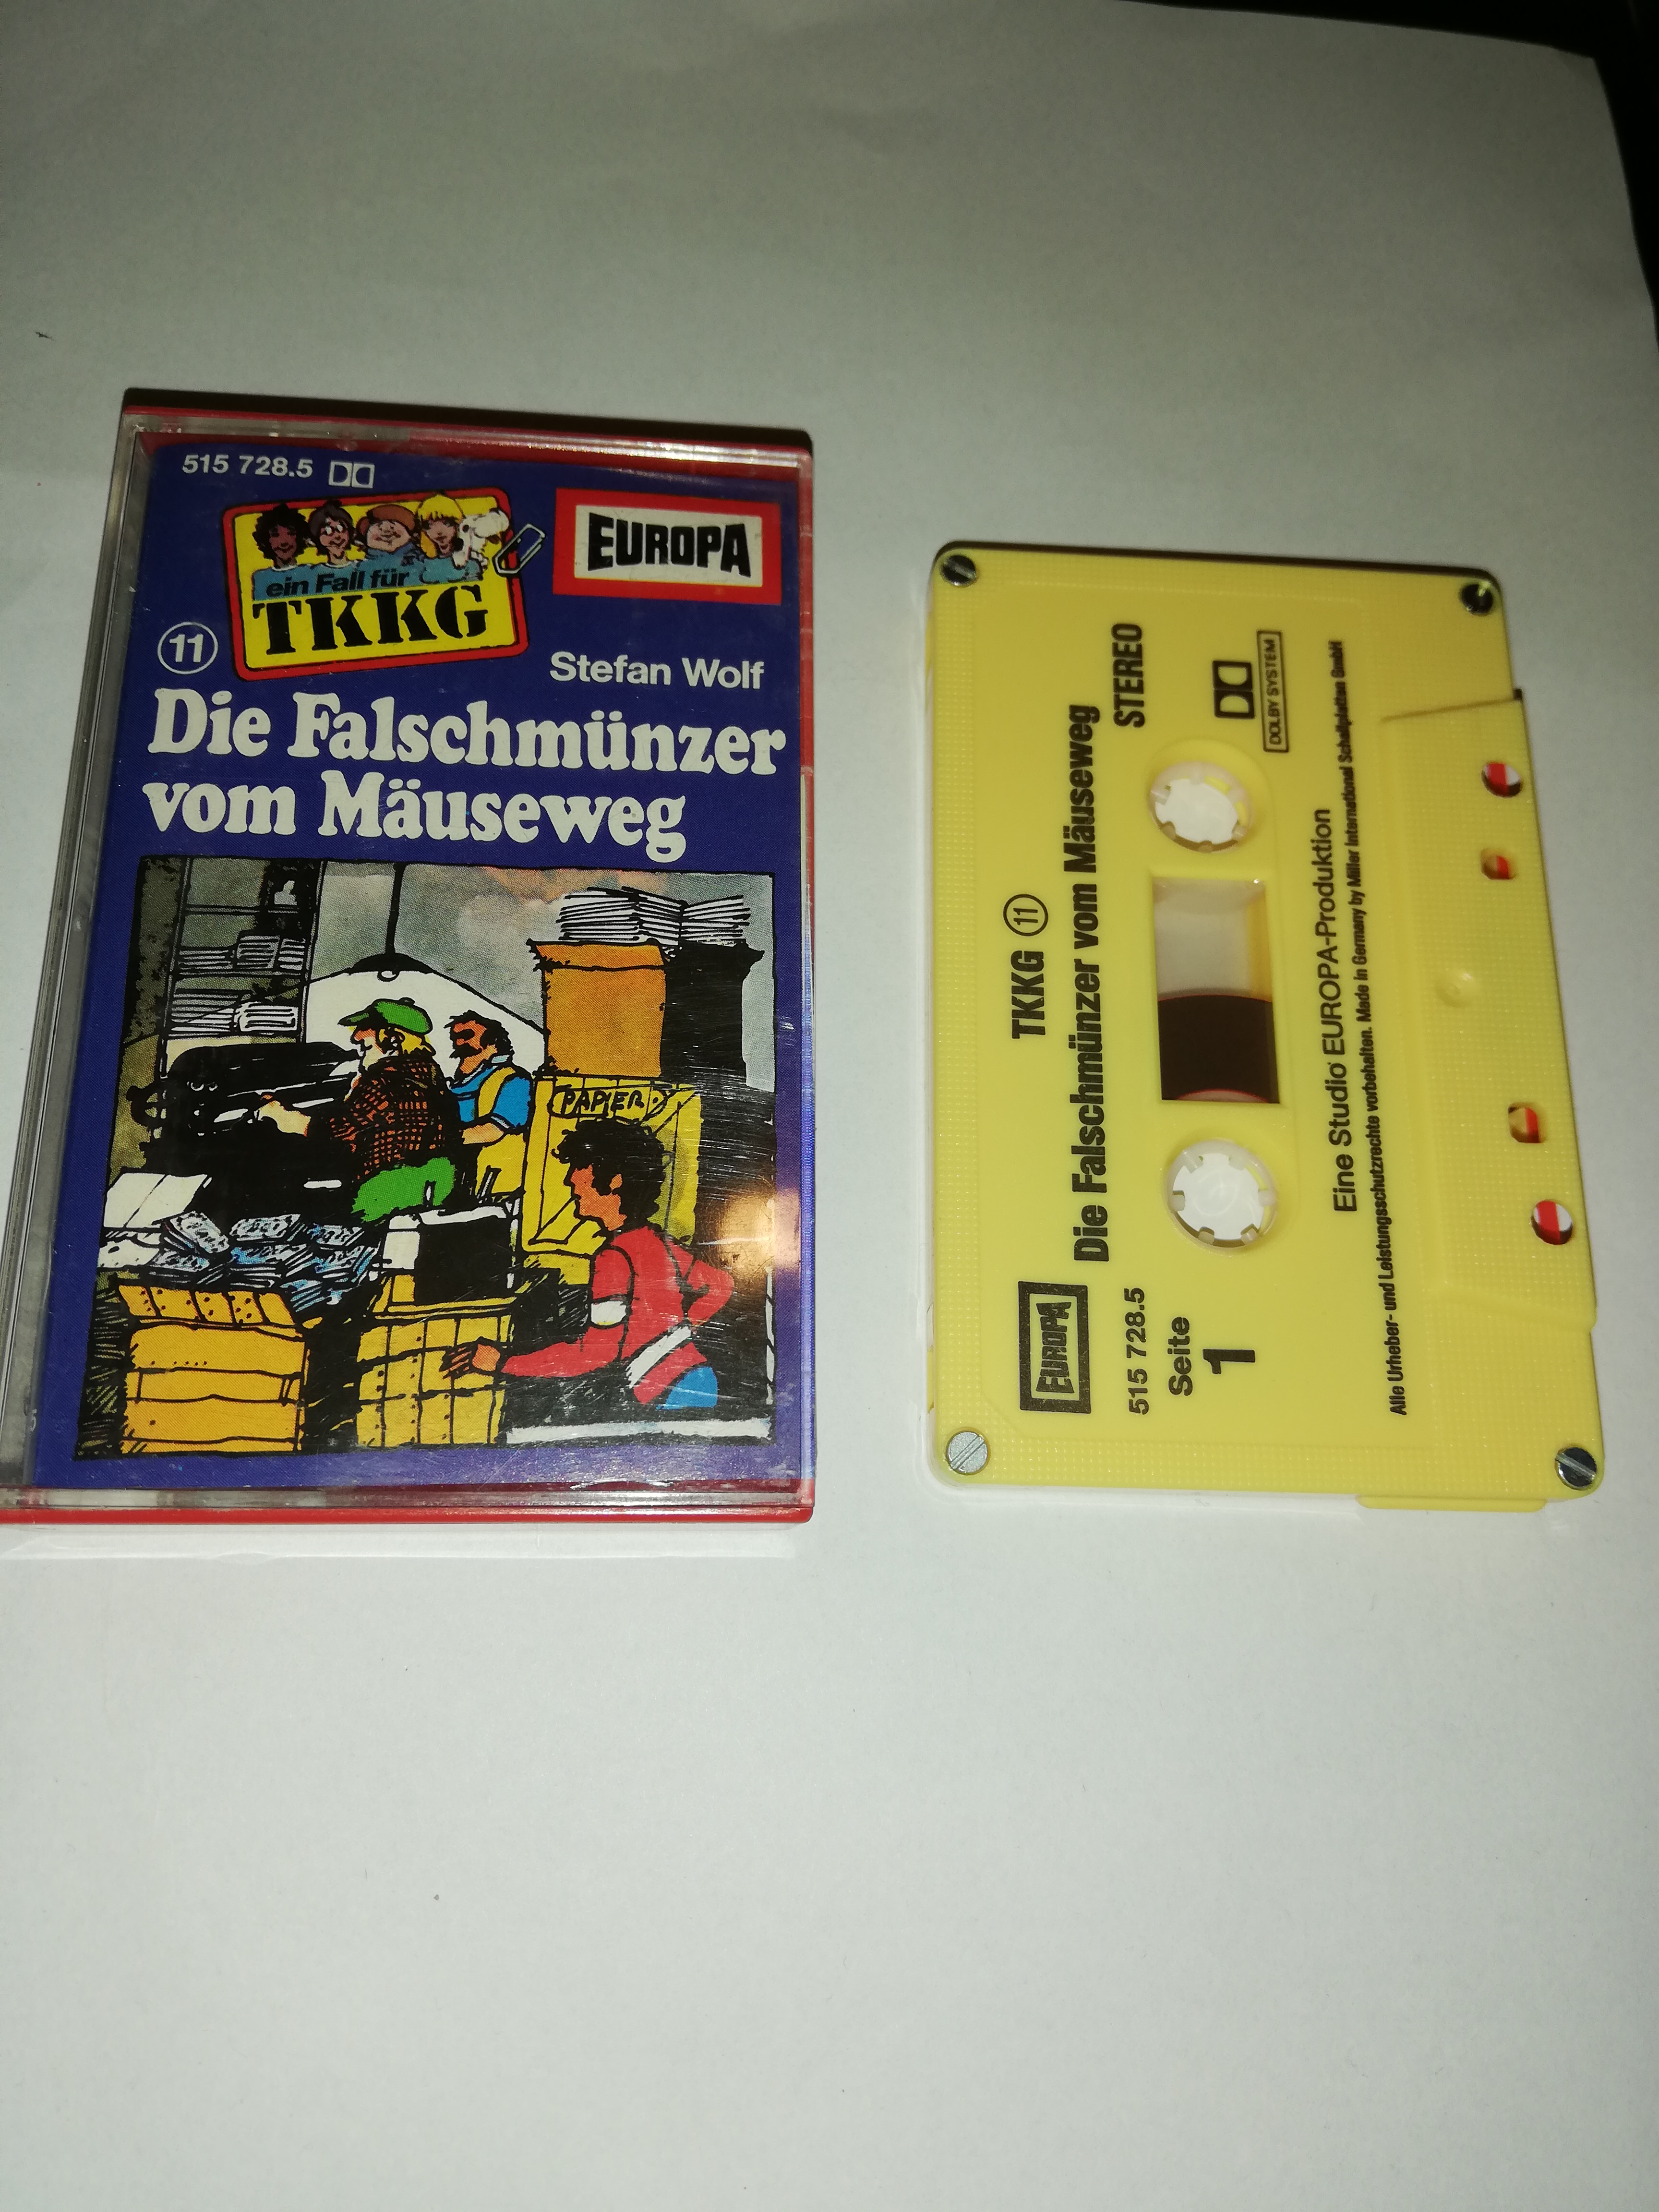 515 728.5
EUROPA
ein Fall für
TKKG
11
Stefan Wolf
Die Falschmünzer
vom Mäuseweg
PAPIER
TKKG 11
Die Falschmünzer vom Mäuseweg
STEREO
EUROPA
515 728.5
Seite
1
DOLBY SYSTEM
Eine Studio EUROPA-Produktion
Alle Urheber- und Leistungsschutzrechte vorbehalten. Made in Germany by Miller International Schallplatten GmbH